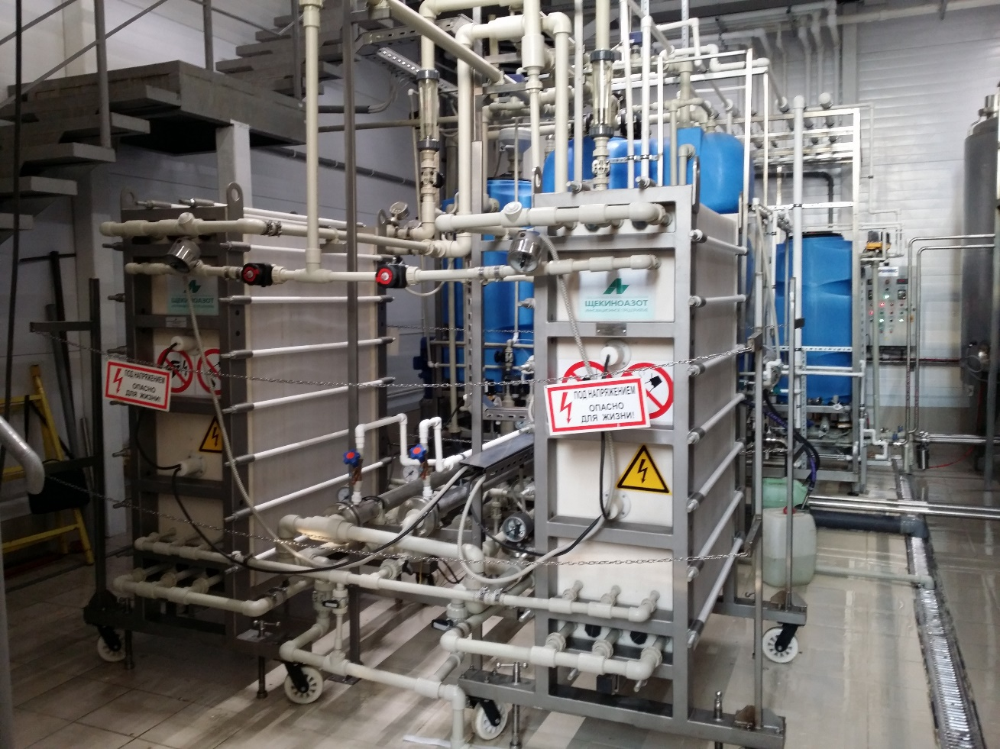 ЩЕКИНОАЗОТ
ПОД НАПРЯЖЕНИЕМ
ОПАСНО
ДЛЯ ЖИЗНИ!
ЩЕКИНОАЗОТ
ПОД НАПРЯЖЕНИЕМ
ОПАСНО
ДЛЯ ЖИЗНИ!